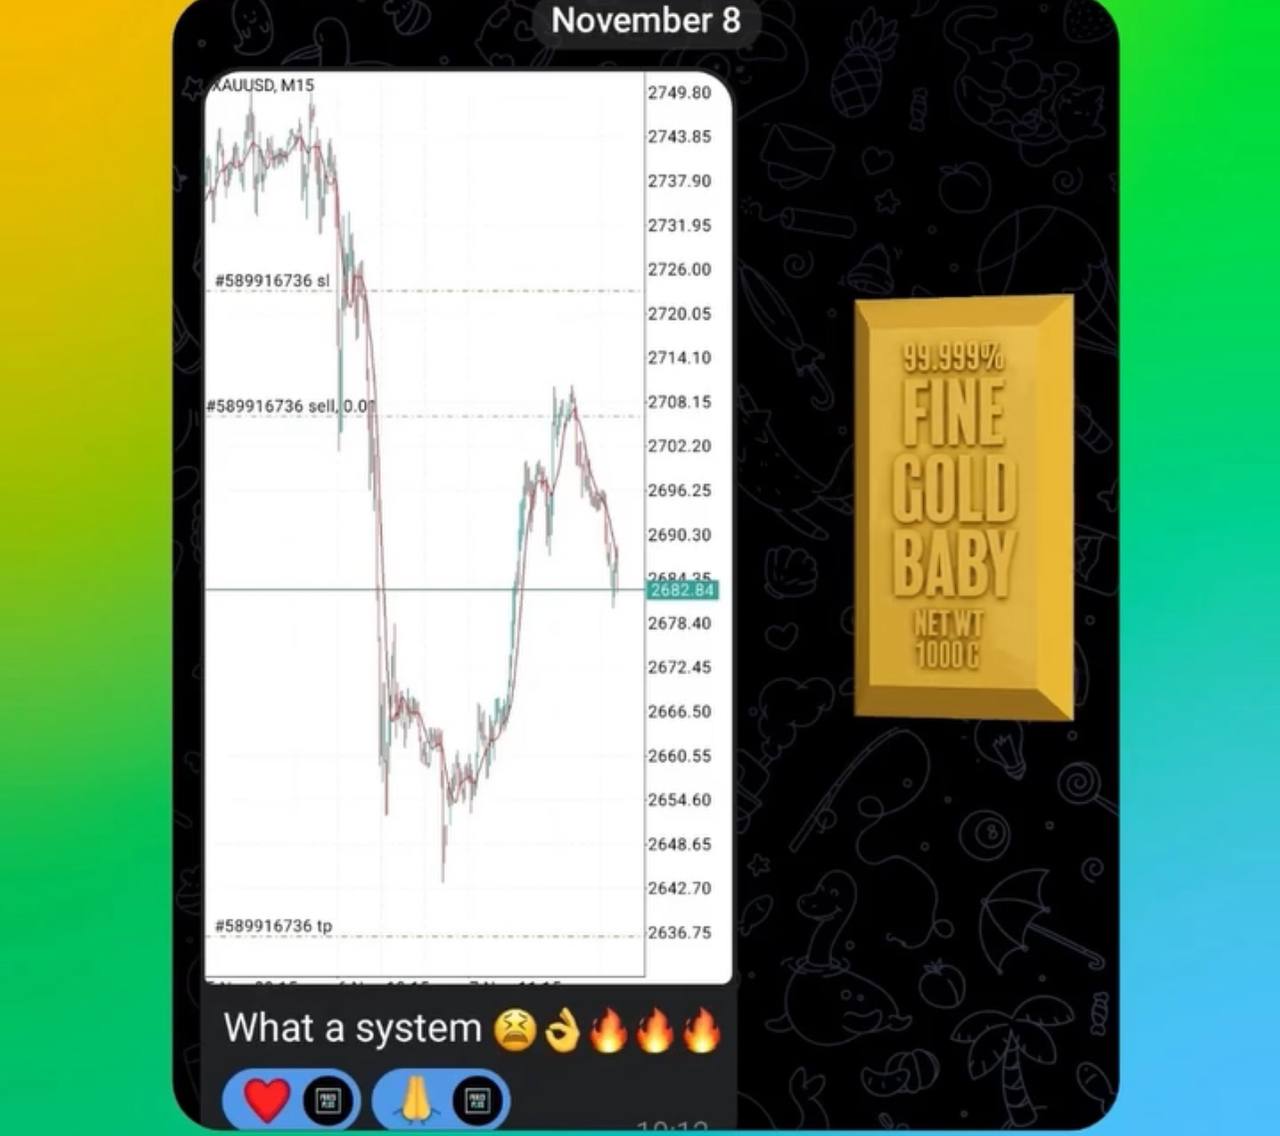 November 8
XAUUSD, M15
2749.80
2743.85
2737.90
2731.95
2726.00
#589916736 sl
2720.05
2714.10
2708.15
#589916736 sell, 0.01
2702.20
2696.25
2690.30
2684.35
2682.84
2678.40
2672.45
2666.50
2660.55
2654.60
2648.65
2642.70
2636.75
#589916736 tp
What a system 😫👌🔥🔥🔥
99.999%
FINE
GOLD
BABY
NET WT
1000 G
8